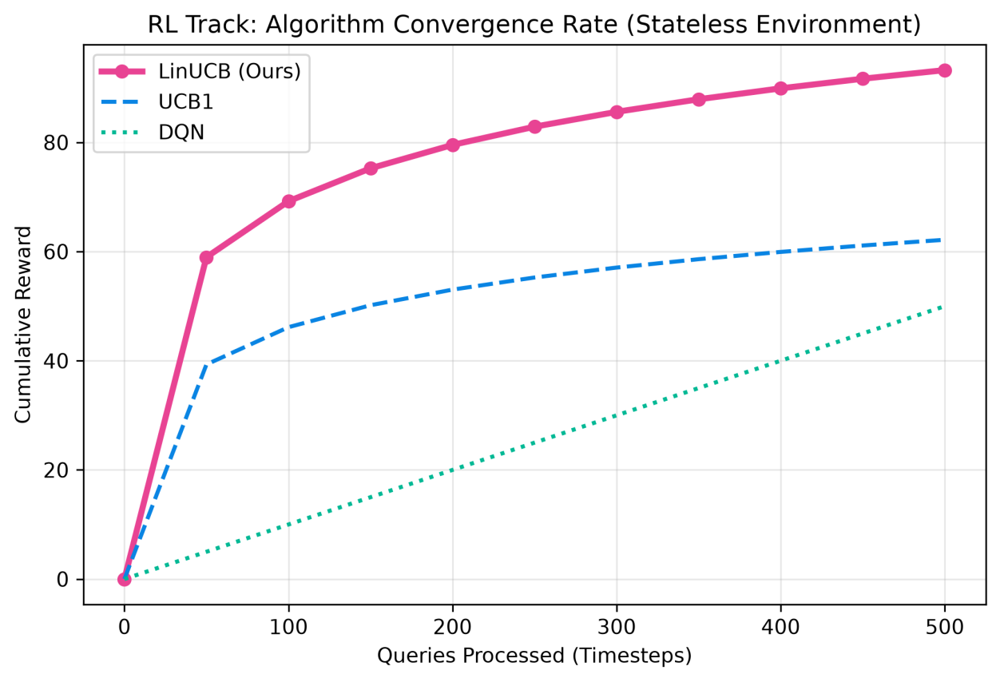 RL Track: Algorithm Convergence Rate (Stateless Environment)
LinUCB (Ours)
UCB1
DQN
Cumulative Reward
80
60
40
20
0
0 100 200 300 400 500
Queries Processed (Timesteps)